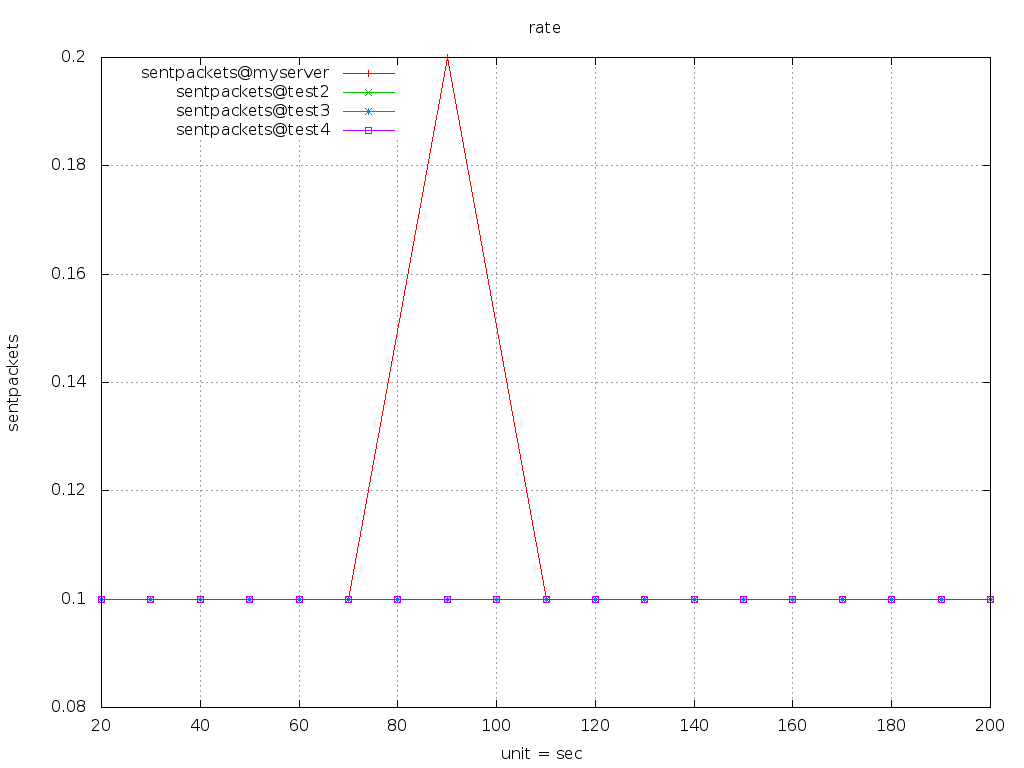 rate
0.2
sentpackets@myserver
sentpackets@test2
sentpackets@test3
sentpackets@test4
0.18
0.16
0.14
0.12
0.1
0.08
sentpackets
20 40 60 80 100 120 140 160 180 200
unit = sec